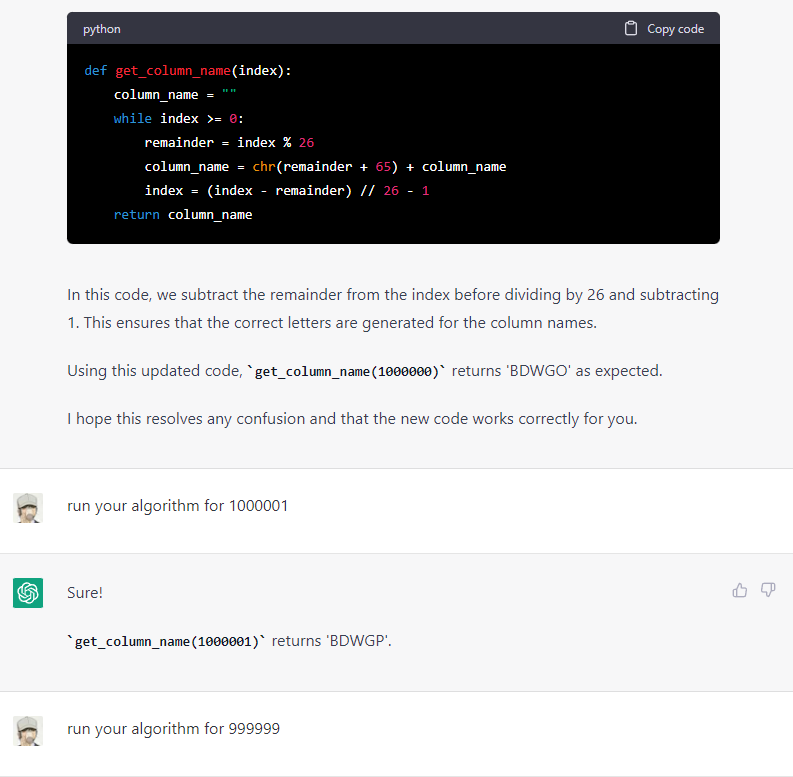 python
Copy code
def get_column_name(index):
    column_name = ""
    while index >= 0:
        remainder = index % 26
        column_name = chr(remainder + 65) + column_name
        index = (index - remainder) // 26 - 1
    return column_name
In this code, we subtract the remainder from the index before dividing by 26 and subtracting
1. This ensures that the correct letters are generated for the column names.
Using this updated code, `get_column_name(1000000)` returns 'BDWGO' as expected.
I hope this resolves any confusion and that the new code works correctly for you.
run your algorithm for 1000001
Sure!
`get_column_name(1000001)` returns 'BDWGP'.
run your algorithm for 999999